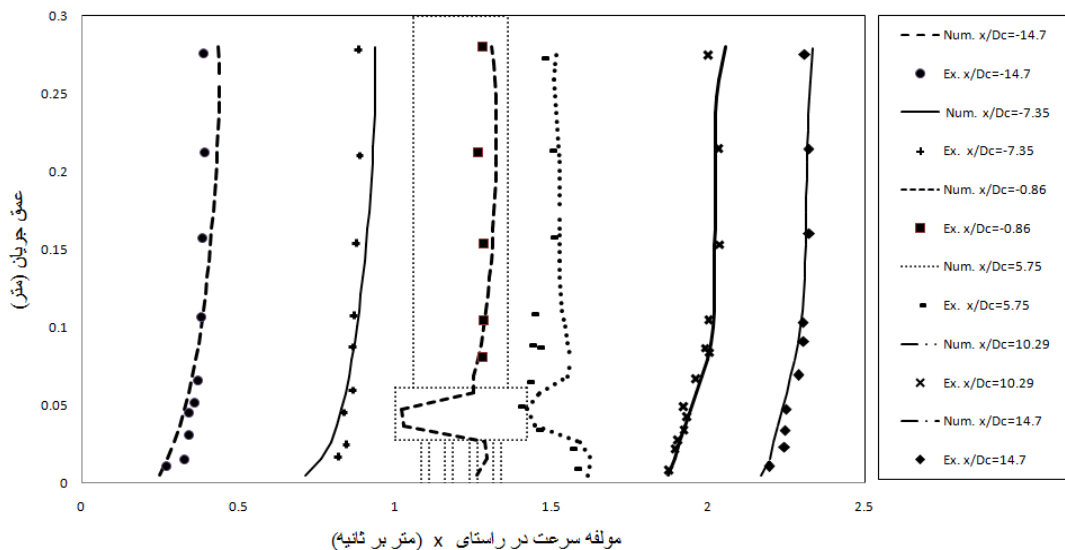 0.3
0.25
0.2
0.15
0.1
0.05
0
عمق جریان (متر)
0 0.5 1 1.5 2 2.5
مولفه سرعت در راستای x (متر بر ثانیه)
Num. x/Dc=-14.7
Ex. x/Dc=-14.7
Num. x/Dc=-7.35
Ex. x/Dc=-7.35
Num. x/Dc=-0.86
Ex. x/Dc=-0.86
Num. x/Dc=5.75
Ex. x/Dc=5.75
Num. x/Dc=10.29
Ex. x/Dc=10.29
Num. x/Dc=14.7
Ex. x/Dc=14.7